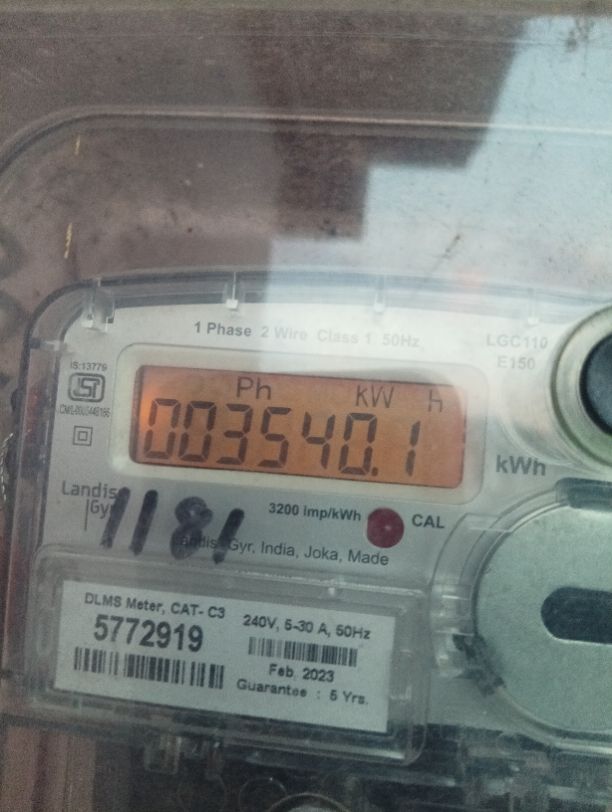 1 Phase 2 Wire Class 1 50Hz
LGC110
E150
IS:13779
ISI
Ph kW h
003540.1
kWh
Landis
Gyr
1181
3200 imp/kWh
CAL
Landis Gyr, India, Joka, Made
DLMS Meter, CAT- C3
5772919
240V, 5-30 A, 50Hz
Feb, 2023
Guarantee : 5 Yrs.